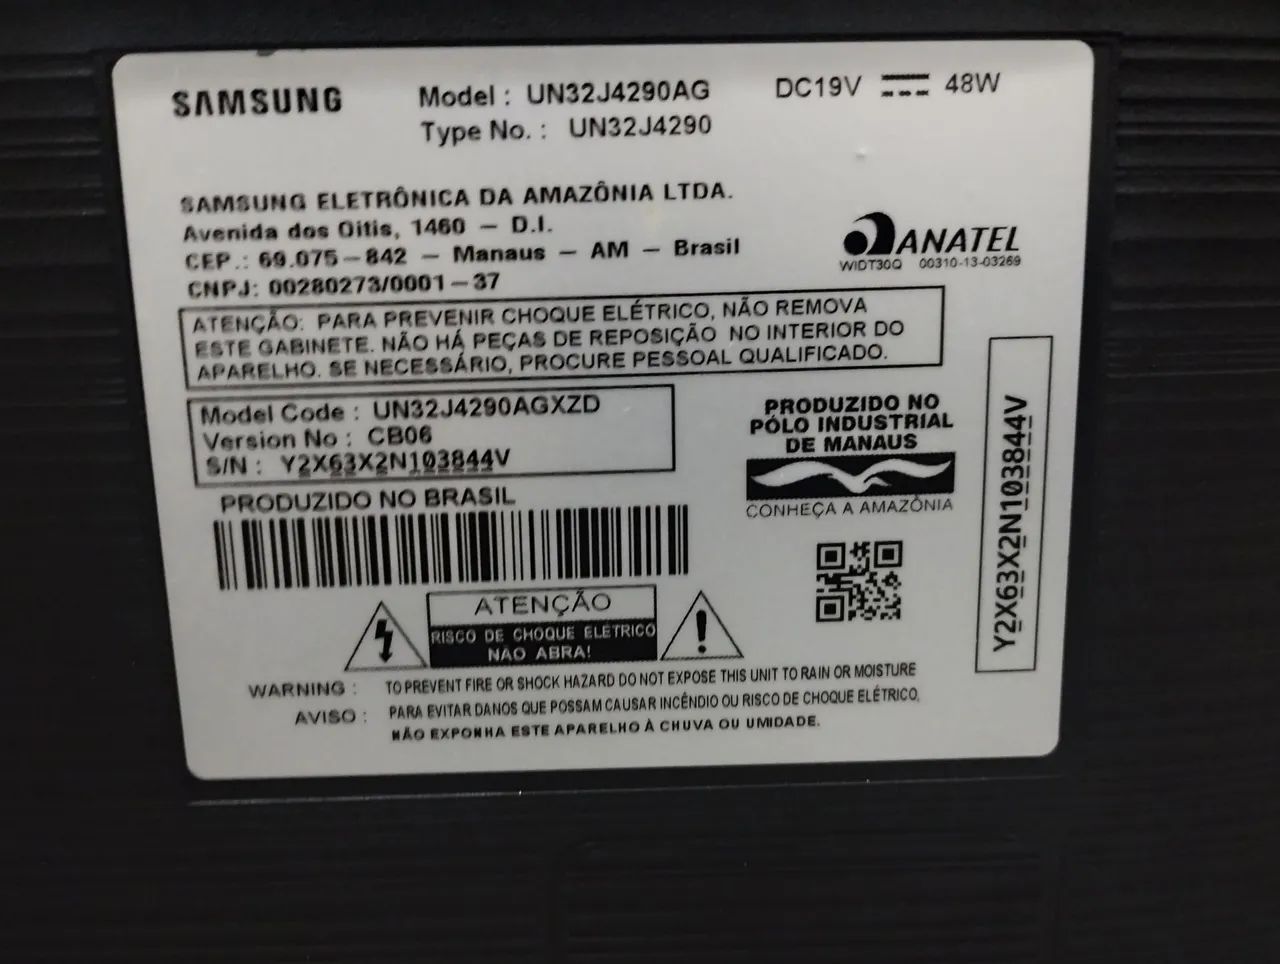 SAMSUNG
Model : UN32J4290AG
DC19V 48W
Type No. : UN32J4290
SAMSUNG ELETRÔNICA DA AMAZÔNIA LTDA.
Avenida dos Oitis, 1460 – D.I.
CEP.: 69.075–842 – Manaus – AM – Brasil
CNPJ: 00280273/0001–37
ANATEL
WIDT30Q 00310-13-03269
ATENÇÃO: PARA PREVENIR CHOQUE ELÉTRICO, NÃO REMOVA
ESTE GABINETE. NÃO HÁ PEÇAS DE REPOSIÇÃO NO INTERIOR DO
APARELHO. SE NECESSÁRIO, PROCURE PESSOAL QUALIFICADO.
Model Code : UN32J4290AGXZD
Version No : CB06
S/N : Y2X63X2N103844V
PRODUZIDO NO BRASIL
PRODUZIDO NO
PÓLO INDUSTRIAL
DE MANAUS
CONHEÇA A AMAZÔNIA
Y2X63X2N103844V
ATENÇÃO
RISCO DE CHOQUE ELÉTRICO
NÃO ABRA!
WARNING : TO PREVENT FIRE OR SHOCK HAZARD DO NOT EXPOSE THIS UNIT TO RAIN OR MOISTURE
AVISO : PARA EVITAR DANOS QUE POSSAM CAUSAR INCÊNDIO OU RISCO DE CHOQUE ELÉTRICO,
NÃO EXPONHA ESTE APARELHO À CHUVA OU UMIDADE.